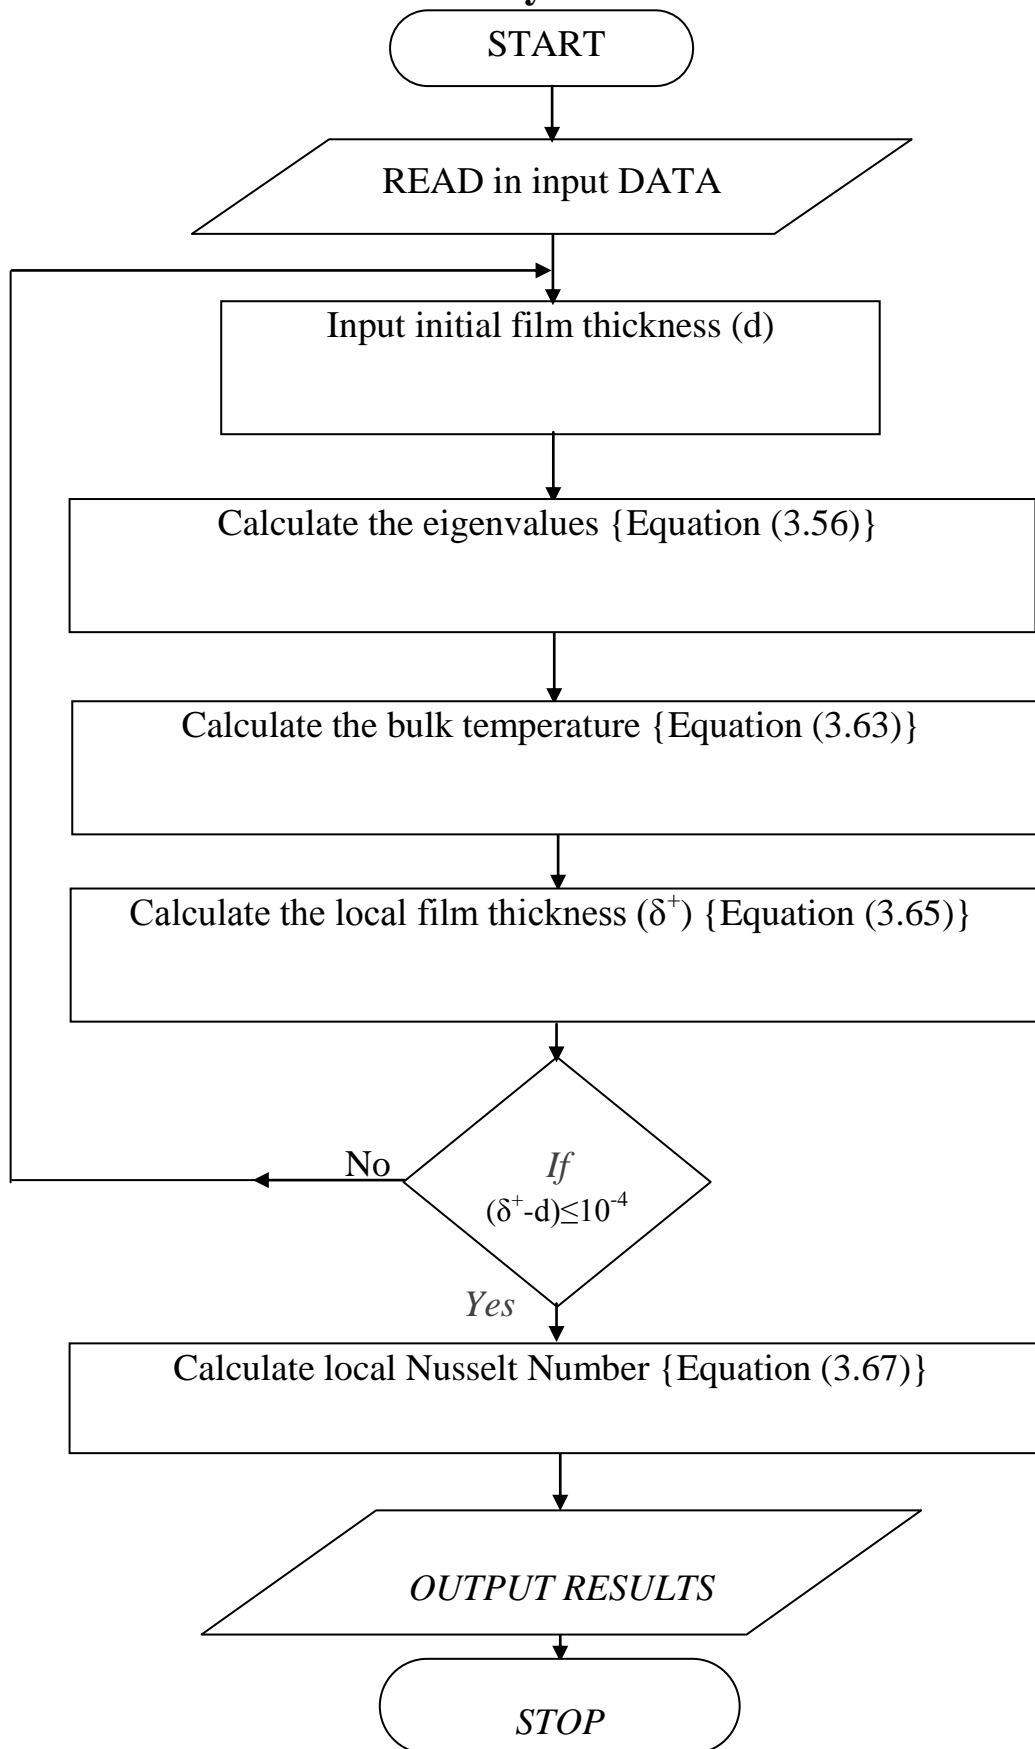 START
READ in input DATA
Input initial film thickness (d)
Calculate the eigenvalues {Equation (3.56)}
Calculate the bulk temperature {Equation (3.63)}
Calculate the local film thickness (δ⁺) {Equation (3.65)}
No
If
(δ⁺-d)≤10⁻⁴
Yes
Calculate local Nusselt Number {Equation (3.67)}
OUTPUT RESULTS
STOP